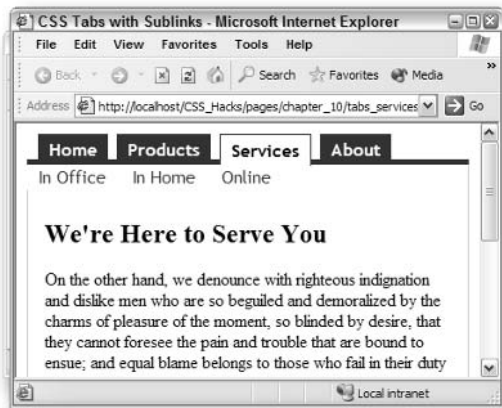 CSS Tabs with Sublinks - Microsoft Internet Explorer
File Edit View Favorites Tools Help
Back Search Favorites Media »
Address http://localhost/CSS_Hacks/pages/chapter_10/tabs_services Go
Home Products Services About
In Office In Home Online
We're Here to Serve You
On the other hand, we denounce with righteous indignation
and dislike men who are so beguiled and demoralized by the
charms of pleasure of the moment, so blinded by desire, that
they cannot foresee the pain and trouble that are bound to
ensue; and equal blame belongs to those who fail in their duty
Local intranet